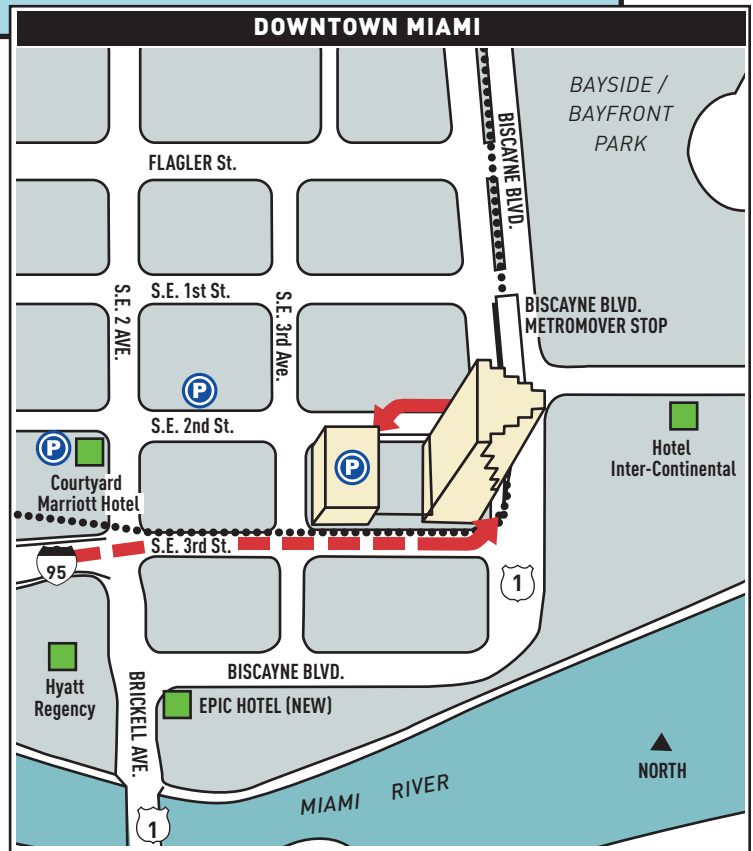 DOWNTOWN MIAMI
BAYSIDE /
BAYFRONT
PARK
BISCAYNE BLVD.
FLAGLER St.
S.E. 1st St.
S.E. 2 AVE.
S.E. 3rd Ave.
BISCAYNE BLVD.
METROMOVER STOP
P
S.E. 2nd St.
P
Courtyard
Marriott Hotel
P
Hotel
Inter-Continental
S.E. 3rd St.
95
1
Hyatt
Regency
BRICKELL AVE.
BISCAYNE BLVD.
EPIC HOTEL (NEW)
NORTH
MIAMI RIVER
1